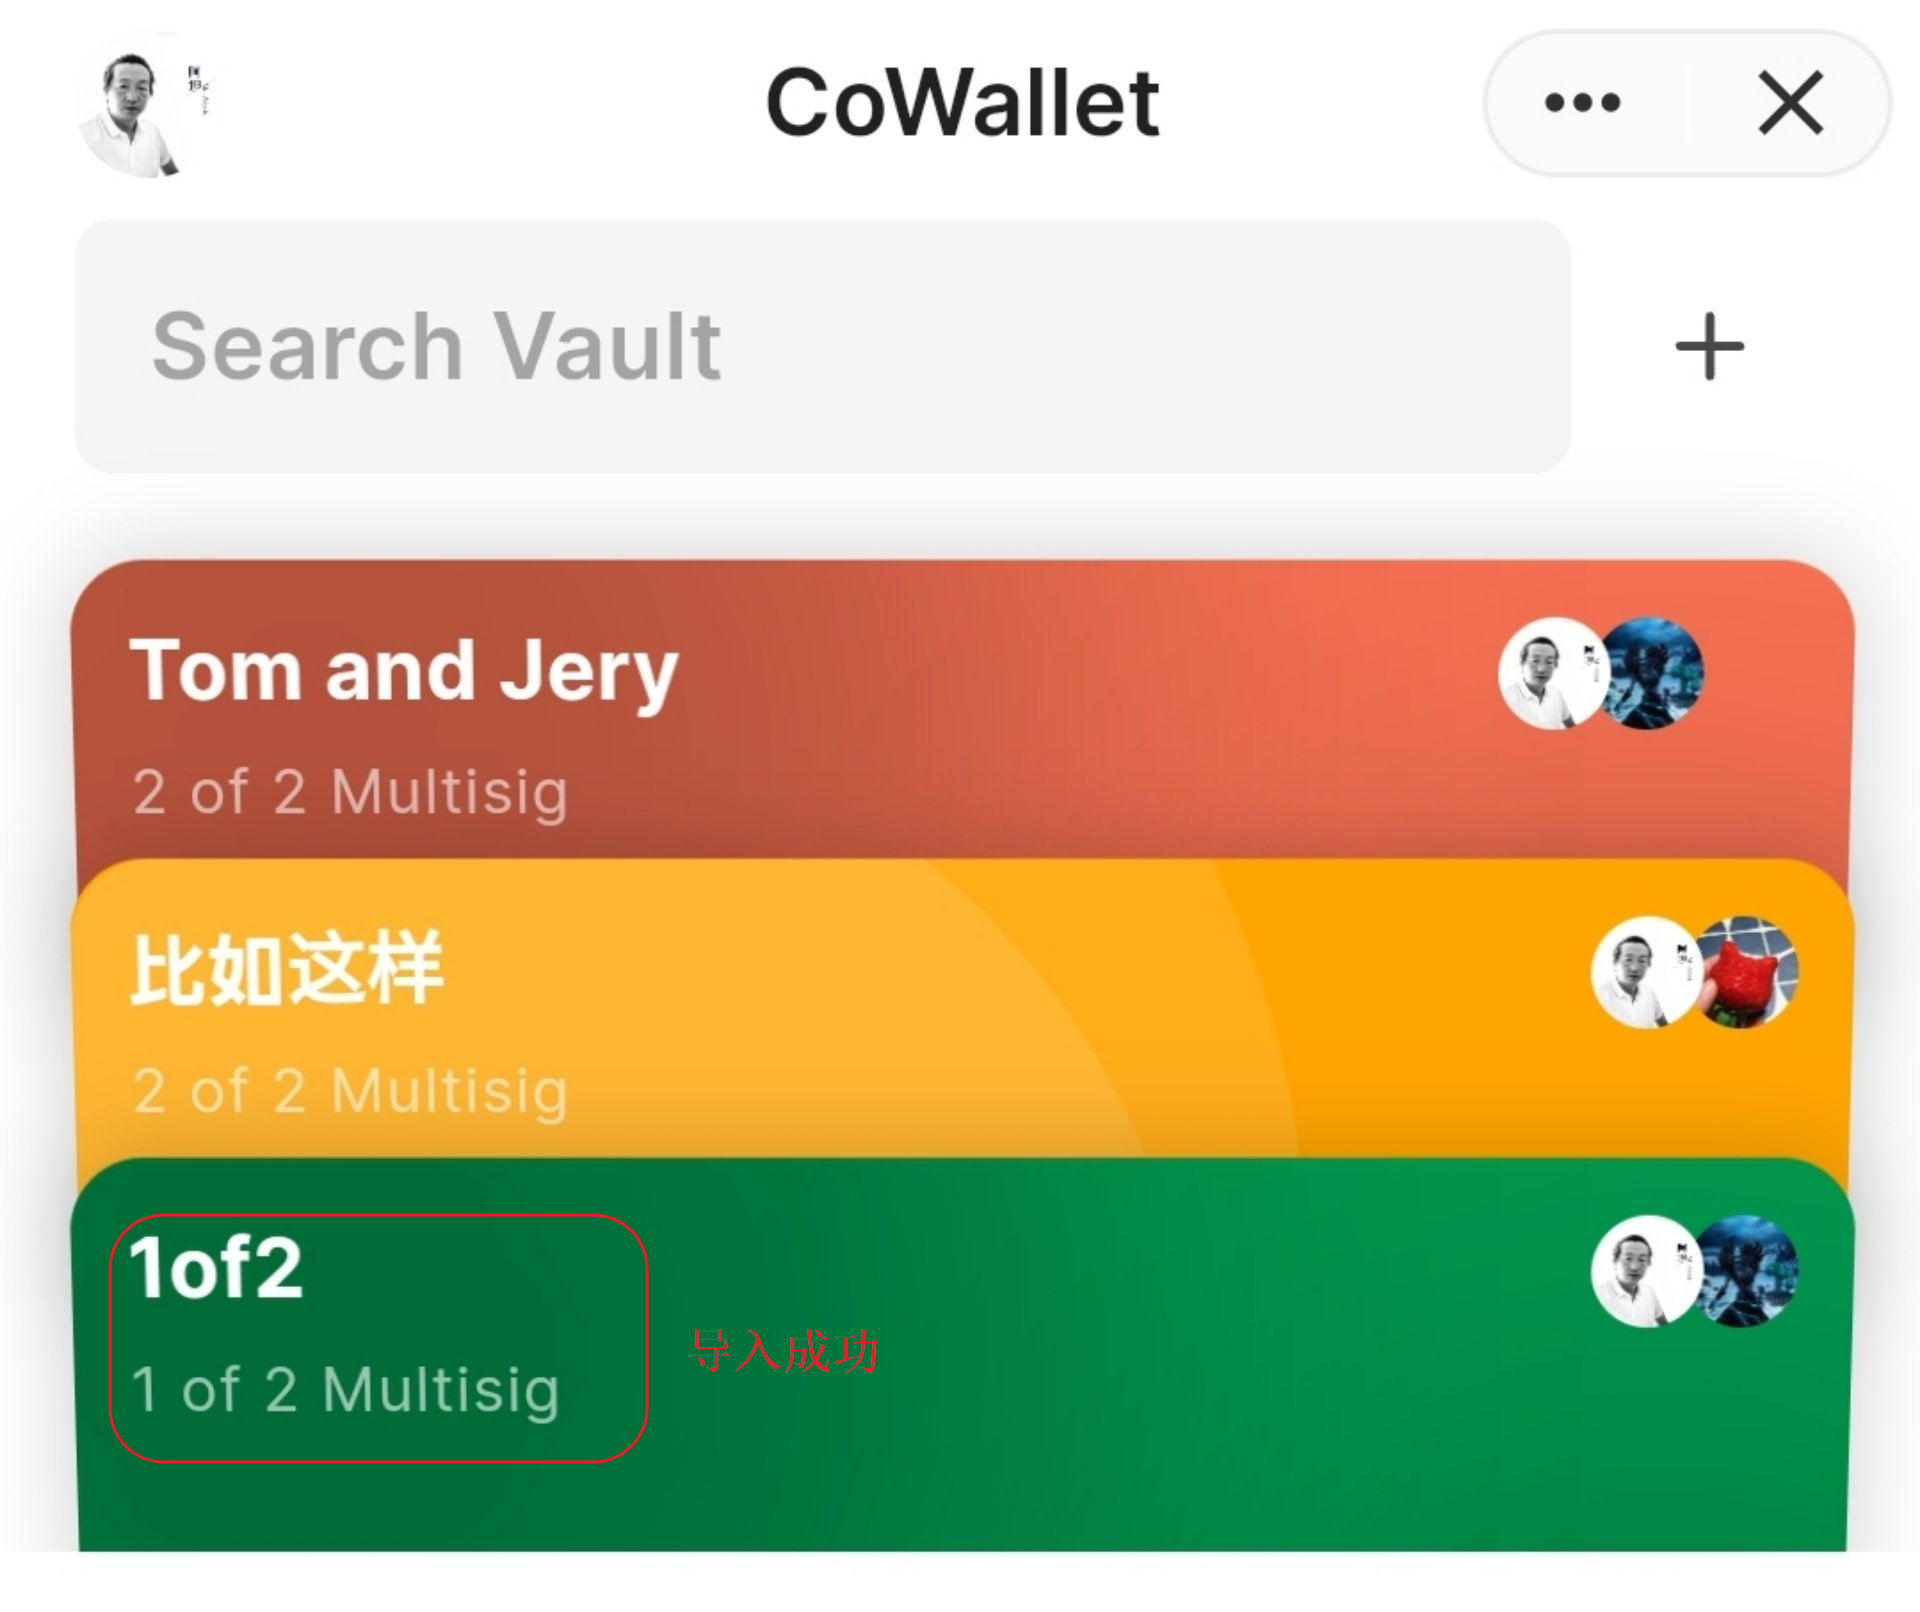 CoWallet
Search Vault
Tom and Jery
2 of 2 Multisig
比如这样
2 of 2 Multisig
1of2
1 of 2 Multisig
导入成功